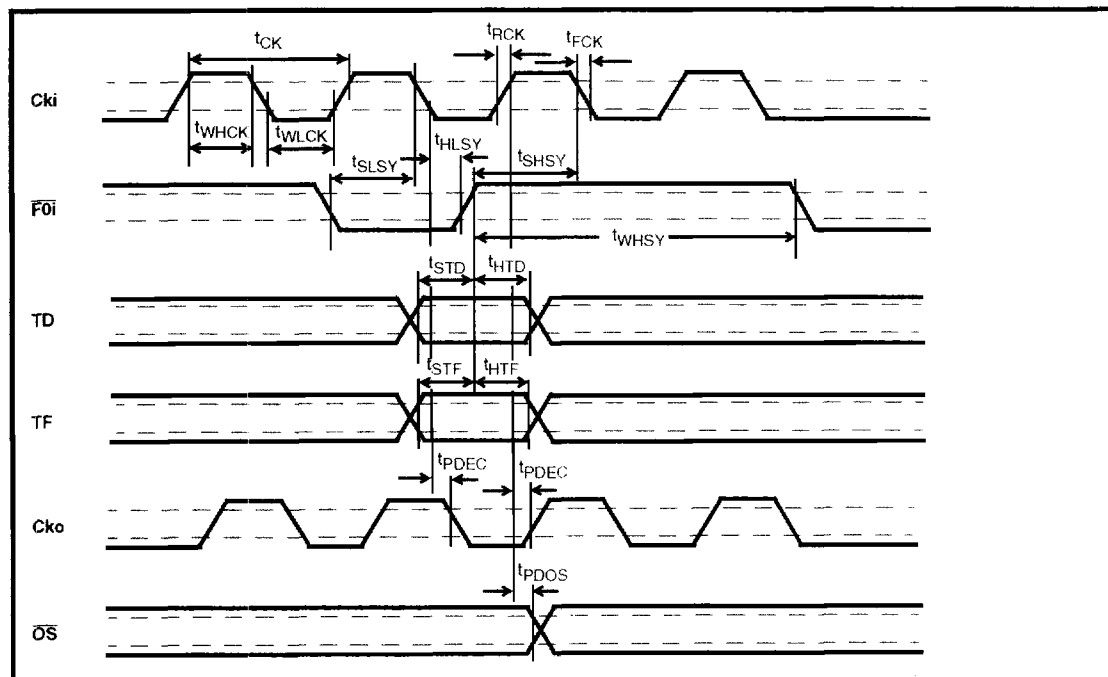 tCK
tRCK
tFCK
Cki
tWHCK
tWLCK
tHLSY
tSLSY
tSHSY
F0i
tWHSY
tSTD
tHTD
TD
tSTF
tHTF
TF
tPDEC
tPDEC
Cko
tPDOS
OS